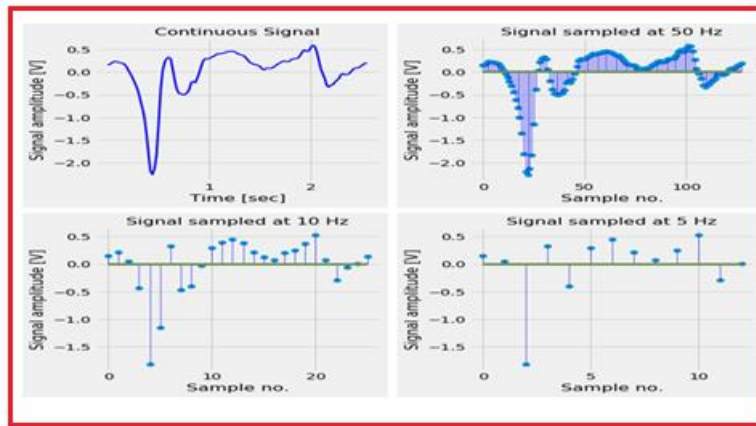 Continuous Signal
Signal amplitude [V]
0.5
0.0
−0.5
−1.0
−1.5
−2.0
1
2
Time [sec]
Signal sampled at 50 Hz
Signal amplitude [V]
0.5
0.0
−0.5
−1.0
−1.5
−2.0
0
50
100
Sample no.
Signal sampled at 10 Hz
Signal amplitude [V]
0.5
0.0
−0.5
−1.0
−1.5
0
10
20
Sample no.
Signal sampled at 5 Hz
Signal amplitude [V]
0.5
0.0
−0.5
−1.0
−1.5
0
5
10
Sample no.